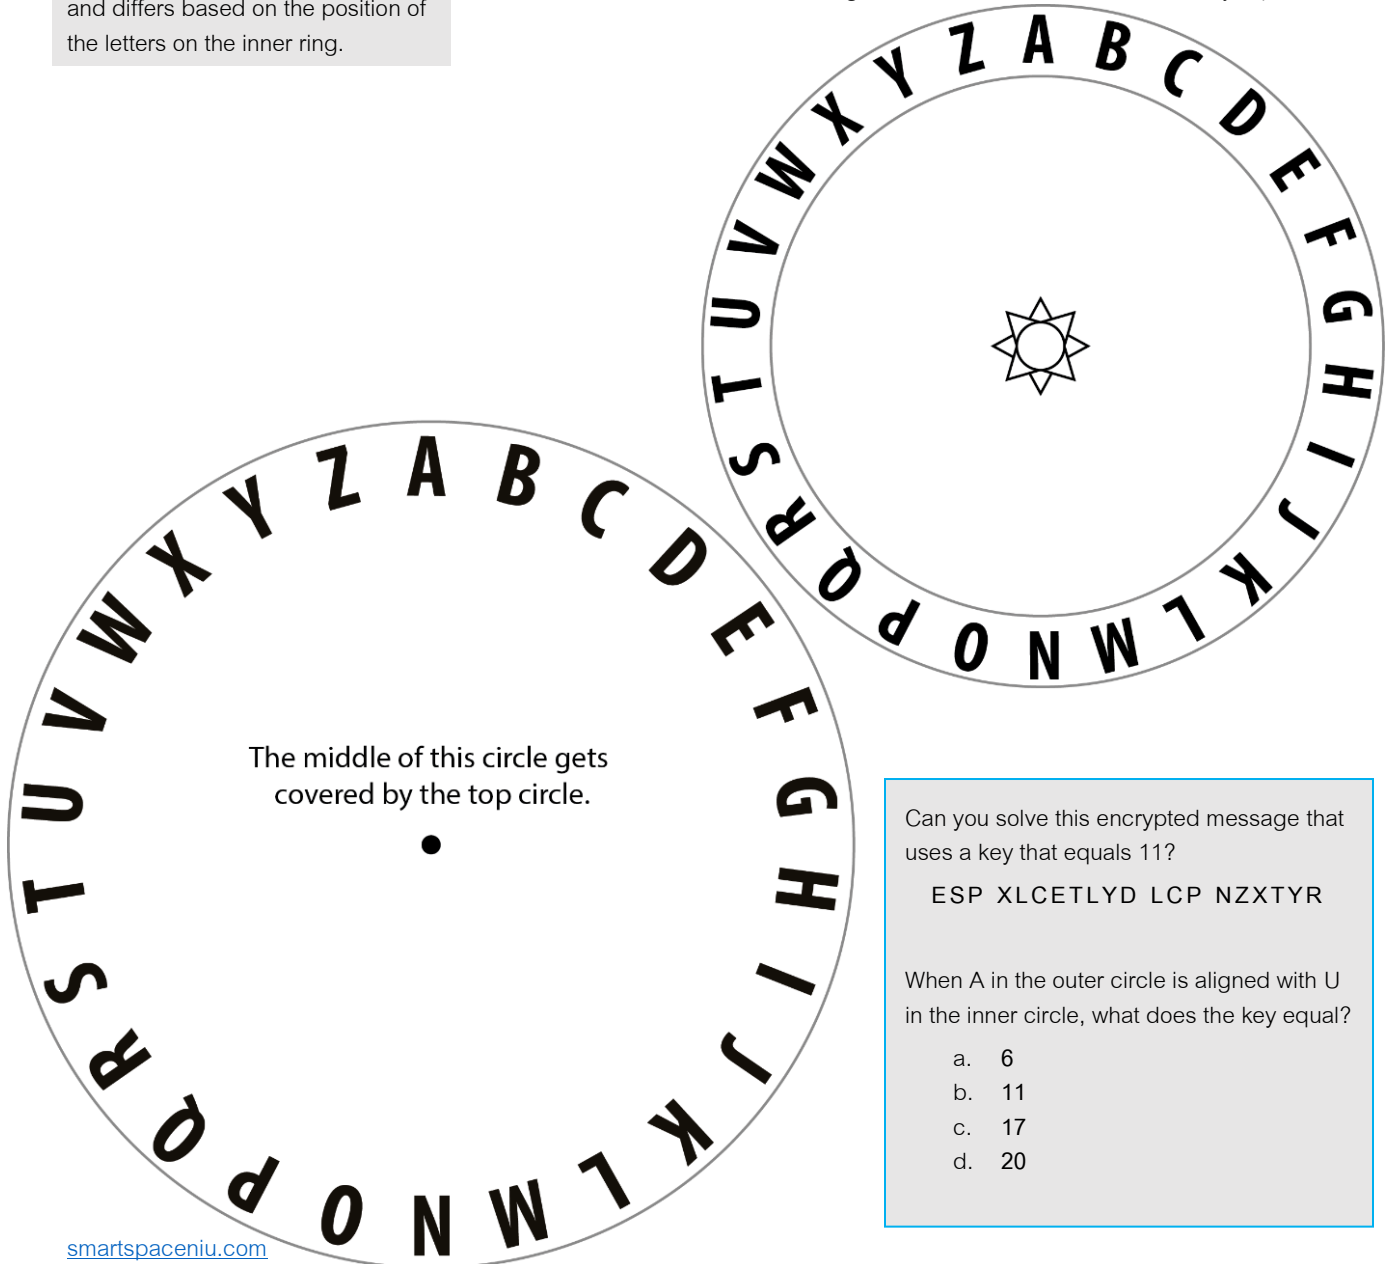 and differs based on the position of
the letters on the inner ring.
A B C D E F G H I J K L M N O P Q R S T U V W X Y Z
A B C D E F G H I J K L M N O P Q R S T U V W X Y Z
The middle of this circle gets
covered by the top circle.
Can you solve this encrypted message that
uses a key that equals 11?
ESP XLCETLYD LCP NZXTYR
When A in the outer circle is aligned with U
in the inner circle, what does the key equal?
a. 6
b. 11
c. 17
d. 20
smartspaceniu.com